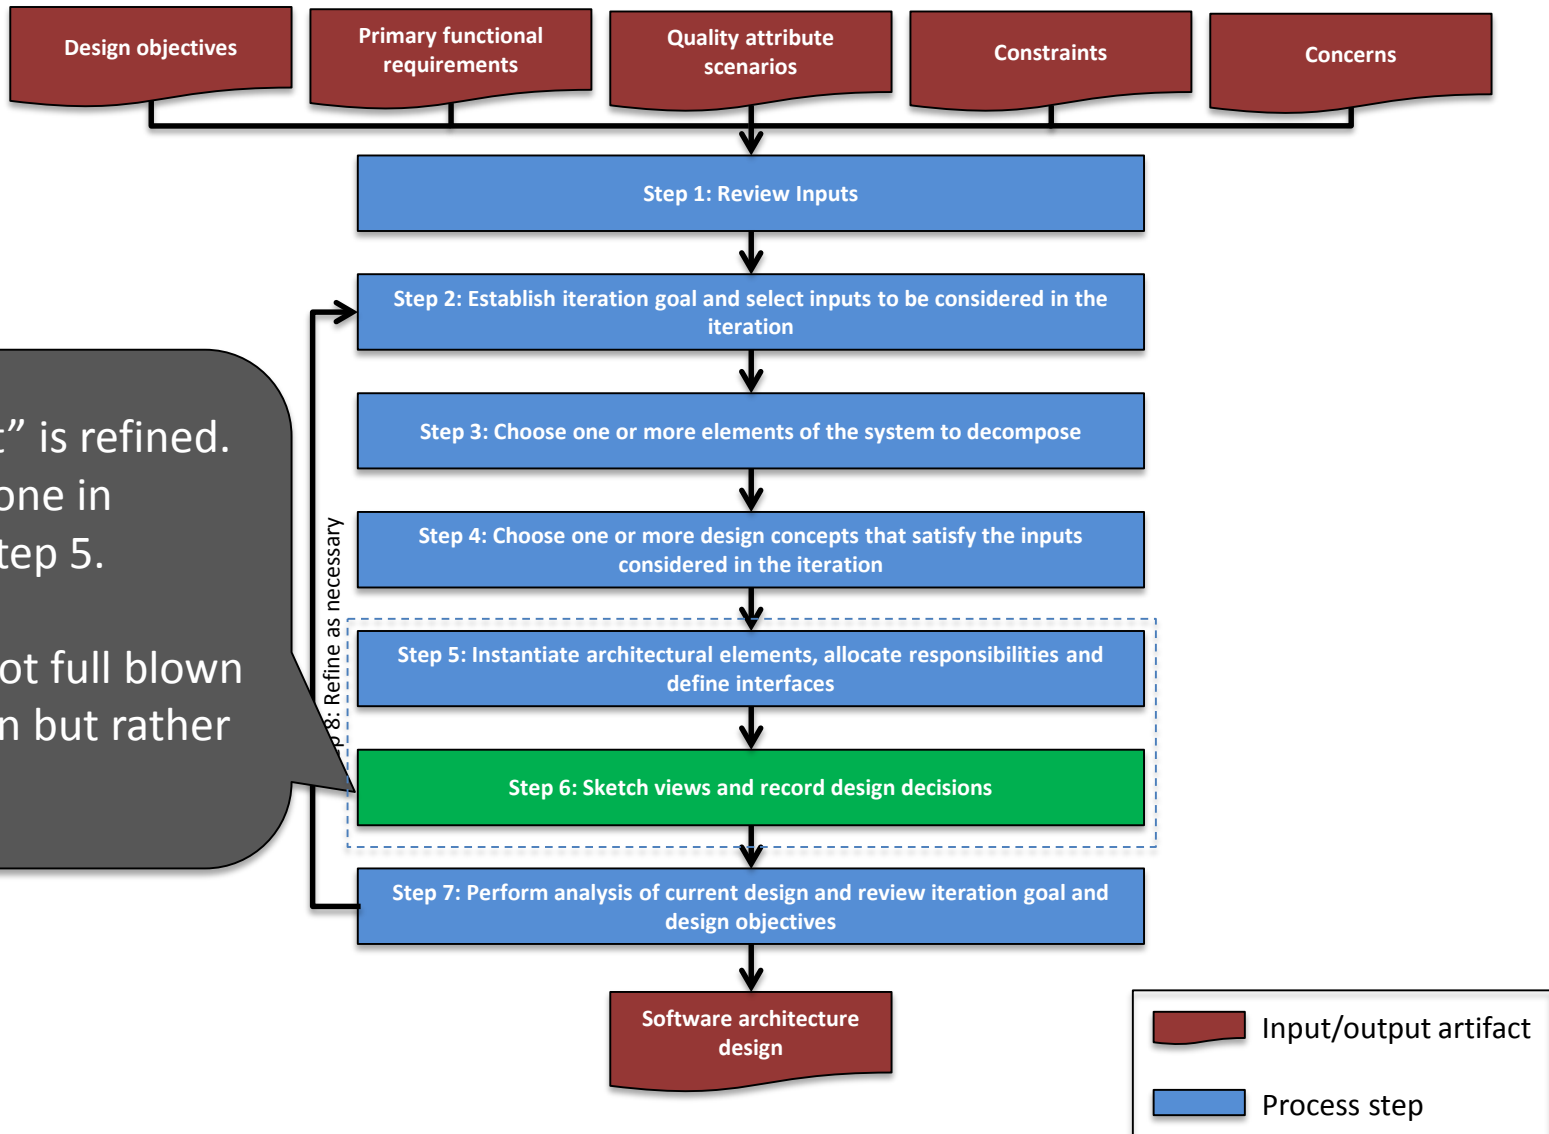 Design objectives
Primary functional
requirements
Quality attribute
scenarios
Constraints
Concerns
Step 1: Review Inputs
Step 2: Establish iteration goal and select inputs to be considered in the
iteration
Step 3: Choose one or more elements of the system to decompose
Step 4: Choose one or more design concepts that satisfy the inputs
considered in the iteration
Step 5: Instantiate architectural elements, allocate responsibilities and
define interfaces
Step 6: Sketch views and record design decisions
Step 7: Perform analysis of current design and review iteration goal and
design objectives
8: Refine as necessary
” is refined.
one in
tep 5.
ot full blown
n but rather
Software architecture
design
Input/output artifact
Process step